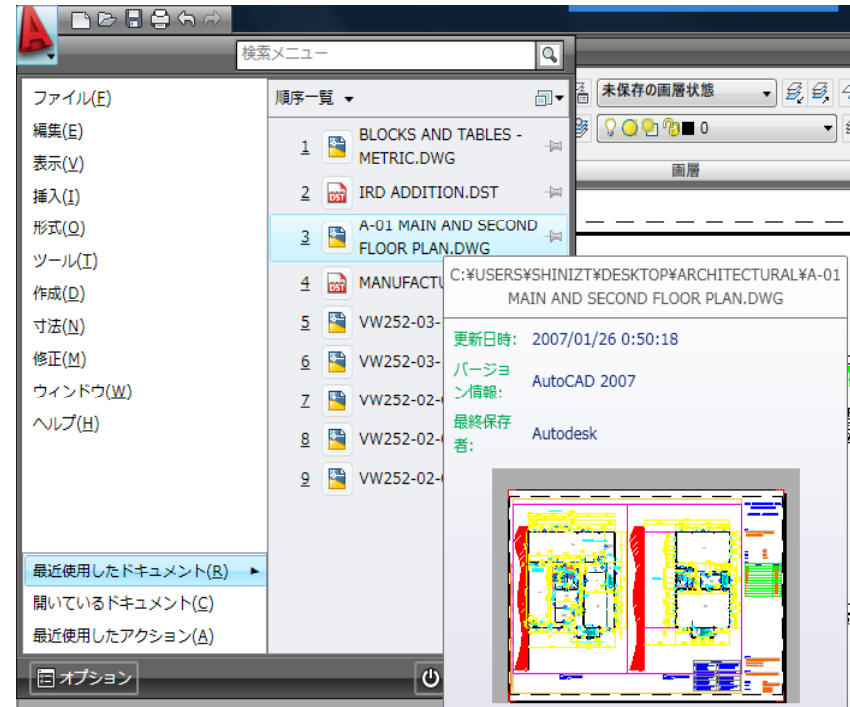 検索メニュー
ファイル(F)
編集(E)
表示(V)
挿入(I)
形式(O)
ツール(T)
作成(D)
寸法(N)
修正(M)
ウィンドウ(W)
ヘルプ(H)
最近使用したドキュメント(R)
開いているドキュメント(C)
最近使用したアクション(A)
オプション
順序一覧
1 BLOCKS AND TABLES -
METRIC.DWG
2 DST IRD ADDITION.DST
3 A-01 MAIN AND SECOND
FLOOR PLAN.DWG
4 DST MANUFACTU
5 VW252-03-
6 VW252-03-
7 VW252-02-
8 VW252-02-
9 VW252-02-
C:¥USERS¥SHINIZT¥DESKTOP¥ARCHITECTURAL¥A-01
MAIN AND SECOND FLOOR PLAN.DWG
更新日時: 2007/01/26 0:50:18
バージョ
ン情報: AutoCAD 2007
最終保存
者: Autodesk
未保存の画層状態
0
画層